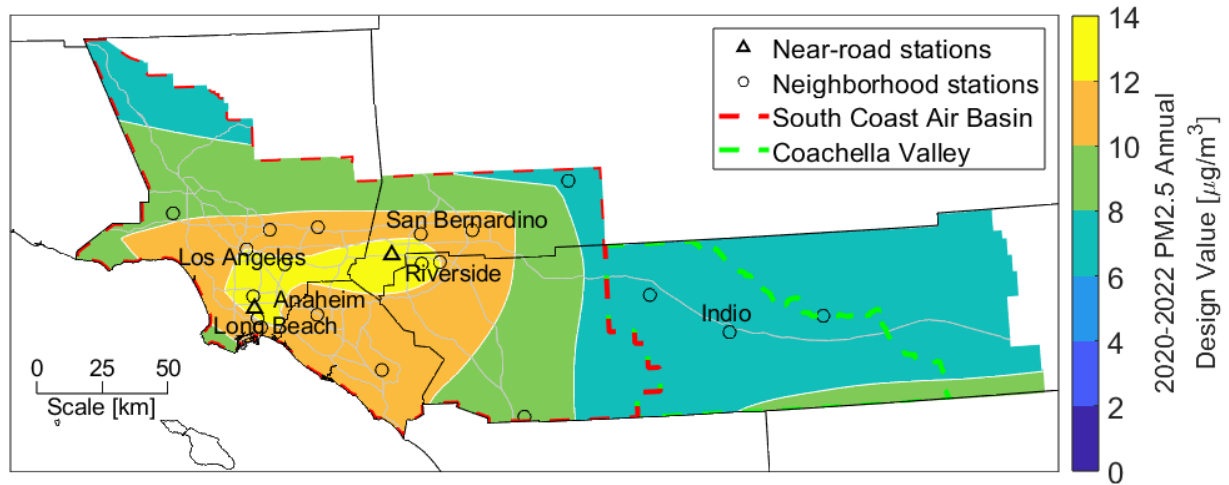 Near-road stations
Neighborhood stations
South Coast Air Basin
Coachella Valley
San Bernardino
Los Angeles
Riverside
Anaheim
Long Beach
Indio
0 25 50
Scale [km]
14
12
10
8
6
4
2
0
2020-2022 PM2.5 Annual
Design Value [μg/m³]